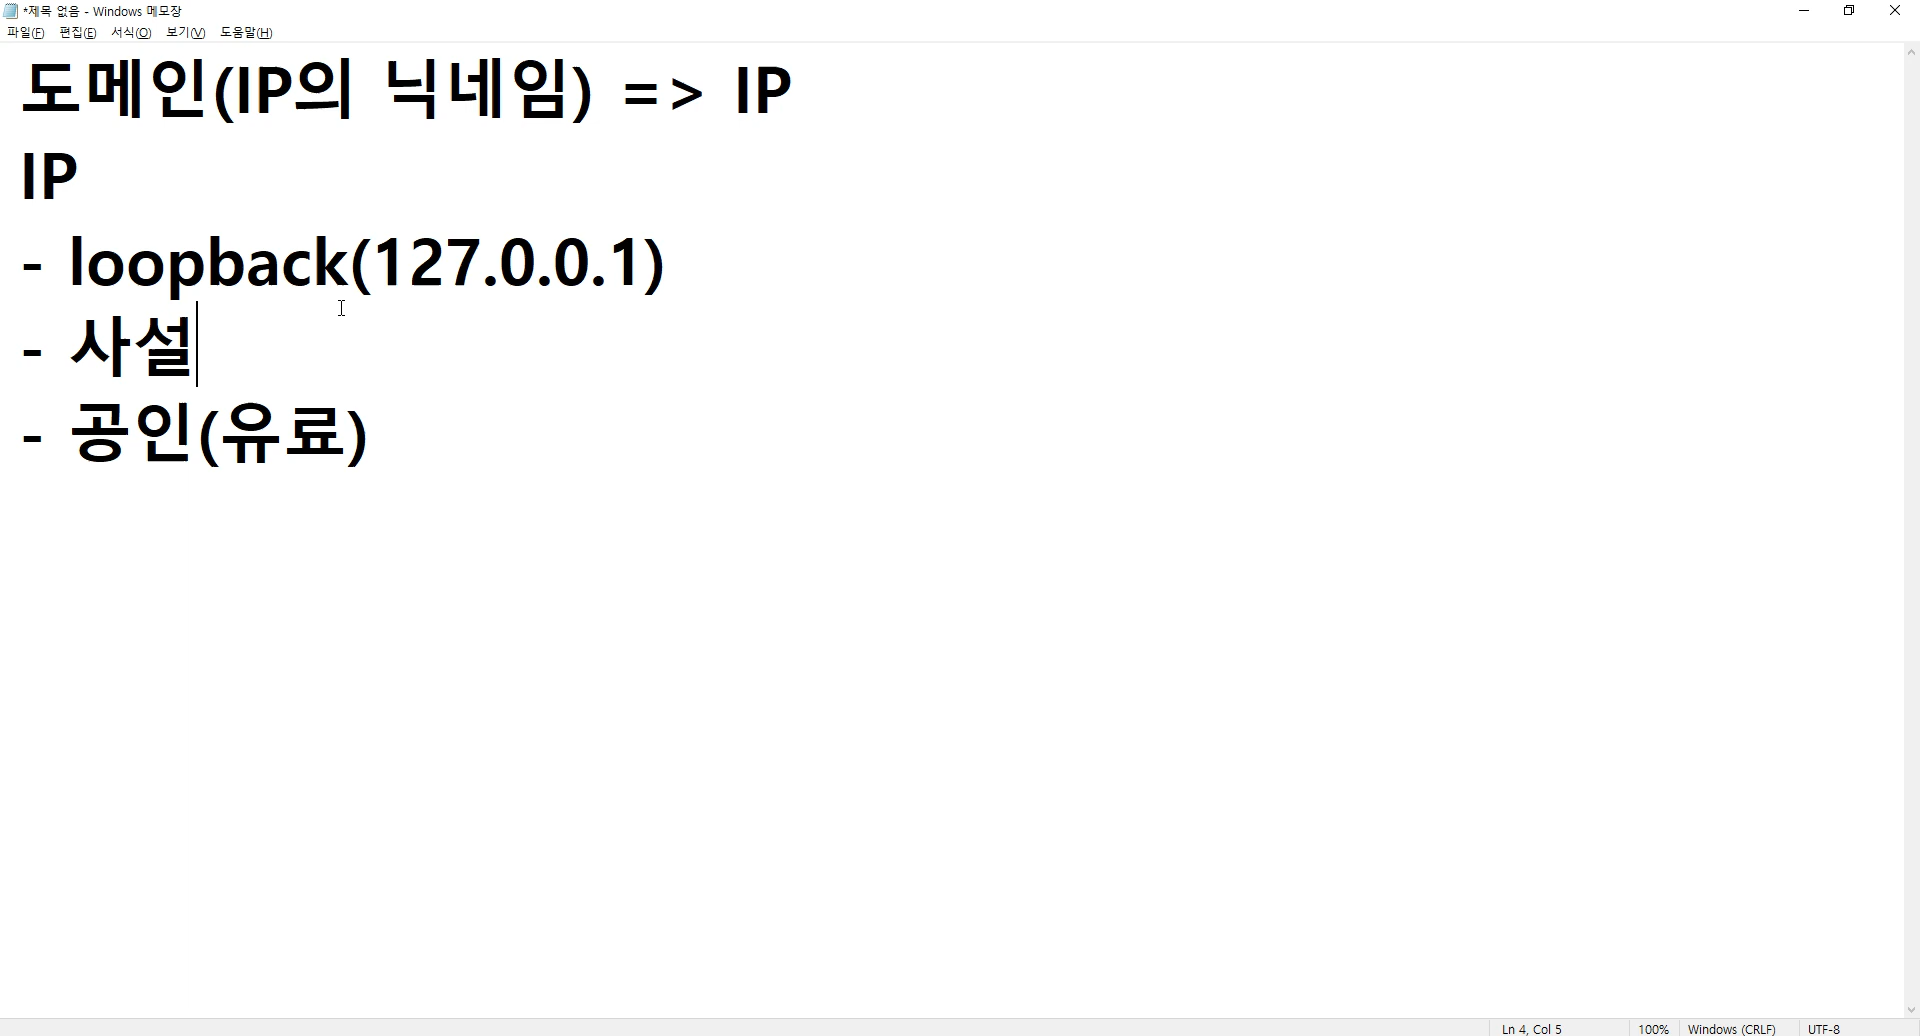 *제목 없음 - Windows 메모장
파일(F) 편집(E) 서식(O) 보기(V) 도움말(H)
도메인(IP의 닉네임) => IP
IP
- loopback(127.0.0.1)
- 사설
- 공인(유료)
Ln 4, Col 5 100% Windows (CRLF) UTF-8